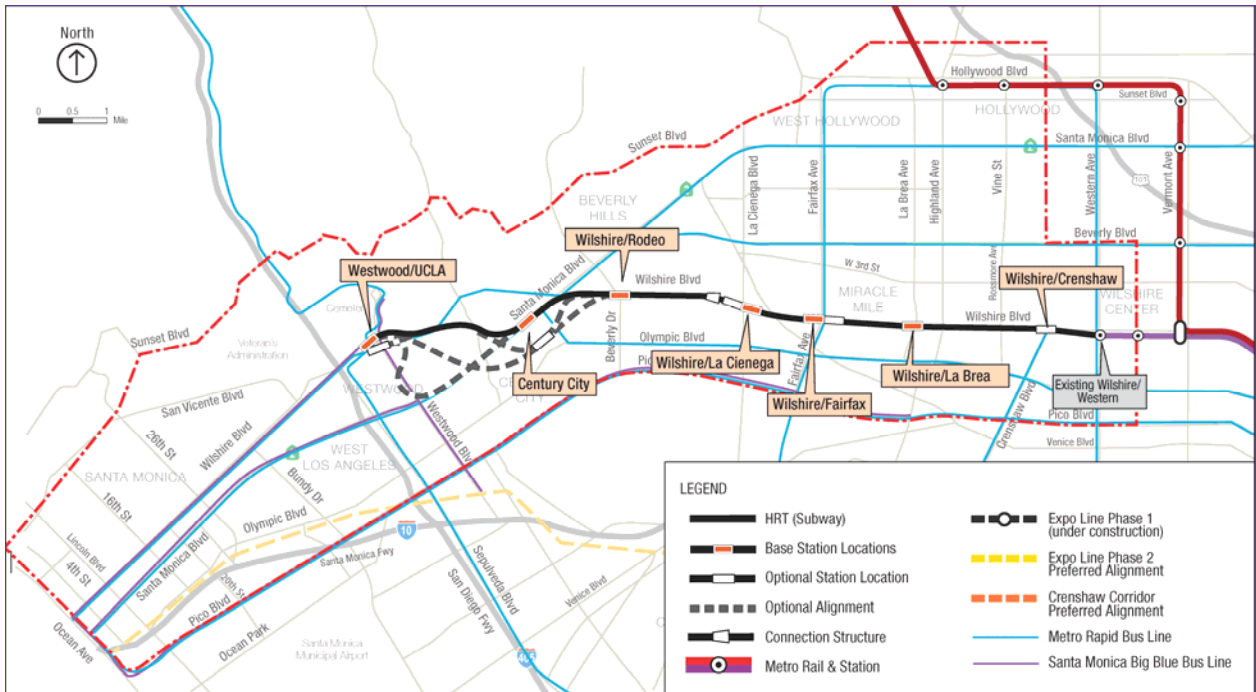 North
0 0.5 1
Mile
Hollywood Blvd
Sunset Blvd
HOLLYWOOD
WEST HOLLYWOOD
Santa Monica Blvd
Sunset Blvd
101
La Cienega Blvd
Fairfax Ave
La Brea Ave
Highland Ave
Vine St
Western Ave
Vermont Ave
BEVERLY
HILLS
Beverly Blvd
Wilshire/Rodeo
W 3rd St
Rossmore Ave
Westwood/UCLA
Santa Monica Blvd
Wilshire Blvd
MIRACLE
MILE
Wilshire/Crenshaw
WILSHIRE
CENTER
Wilshire Blvd
Sunset Blvd
Veteran's
Administration
Beverly Dr
Olympic Blvd
Fairfax Ave
Wilshire/La Cienega
Century City
CITY
Wilshire/La Brea
Existing Wilshire/
Western
WESTWOOD
Wilshire/Fairfax
Crenshaw Blvd
Pico Blvd
Venice Blvd
San Vicente Blvd
26th St
Wilshire Blvd
Westwood Blvd
WEST
LOS ANGELES
SANTA MONICA
16th St
Bundy Dr
Olympic Blvd
10
Lincoln Blvd
4th St
Santa Monica Blvd
20th St
Santa Monica Fwy
Pico Blvd
Sepulveda Blvd
San Diego Fwy
Venice Blvd
Ocean Ave
Ocean Park
Santa Monica
Municipal Airport
405
LEGEND
HRT (Subway)
Base Station Locations
Optional Station Location
Optional Alignment
Connection Structure
Metro Rail & Station
Expo Line Phase 1
(under construction)
Expo Line Phase 2
Preferred Alignment
Crenshaw Corridor
Preferred Alignment
Metro Rapid Bus Line
Santa Monica Big Blue Bus Line